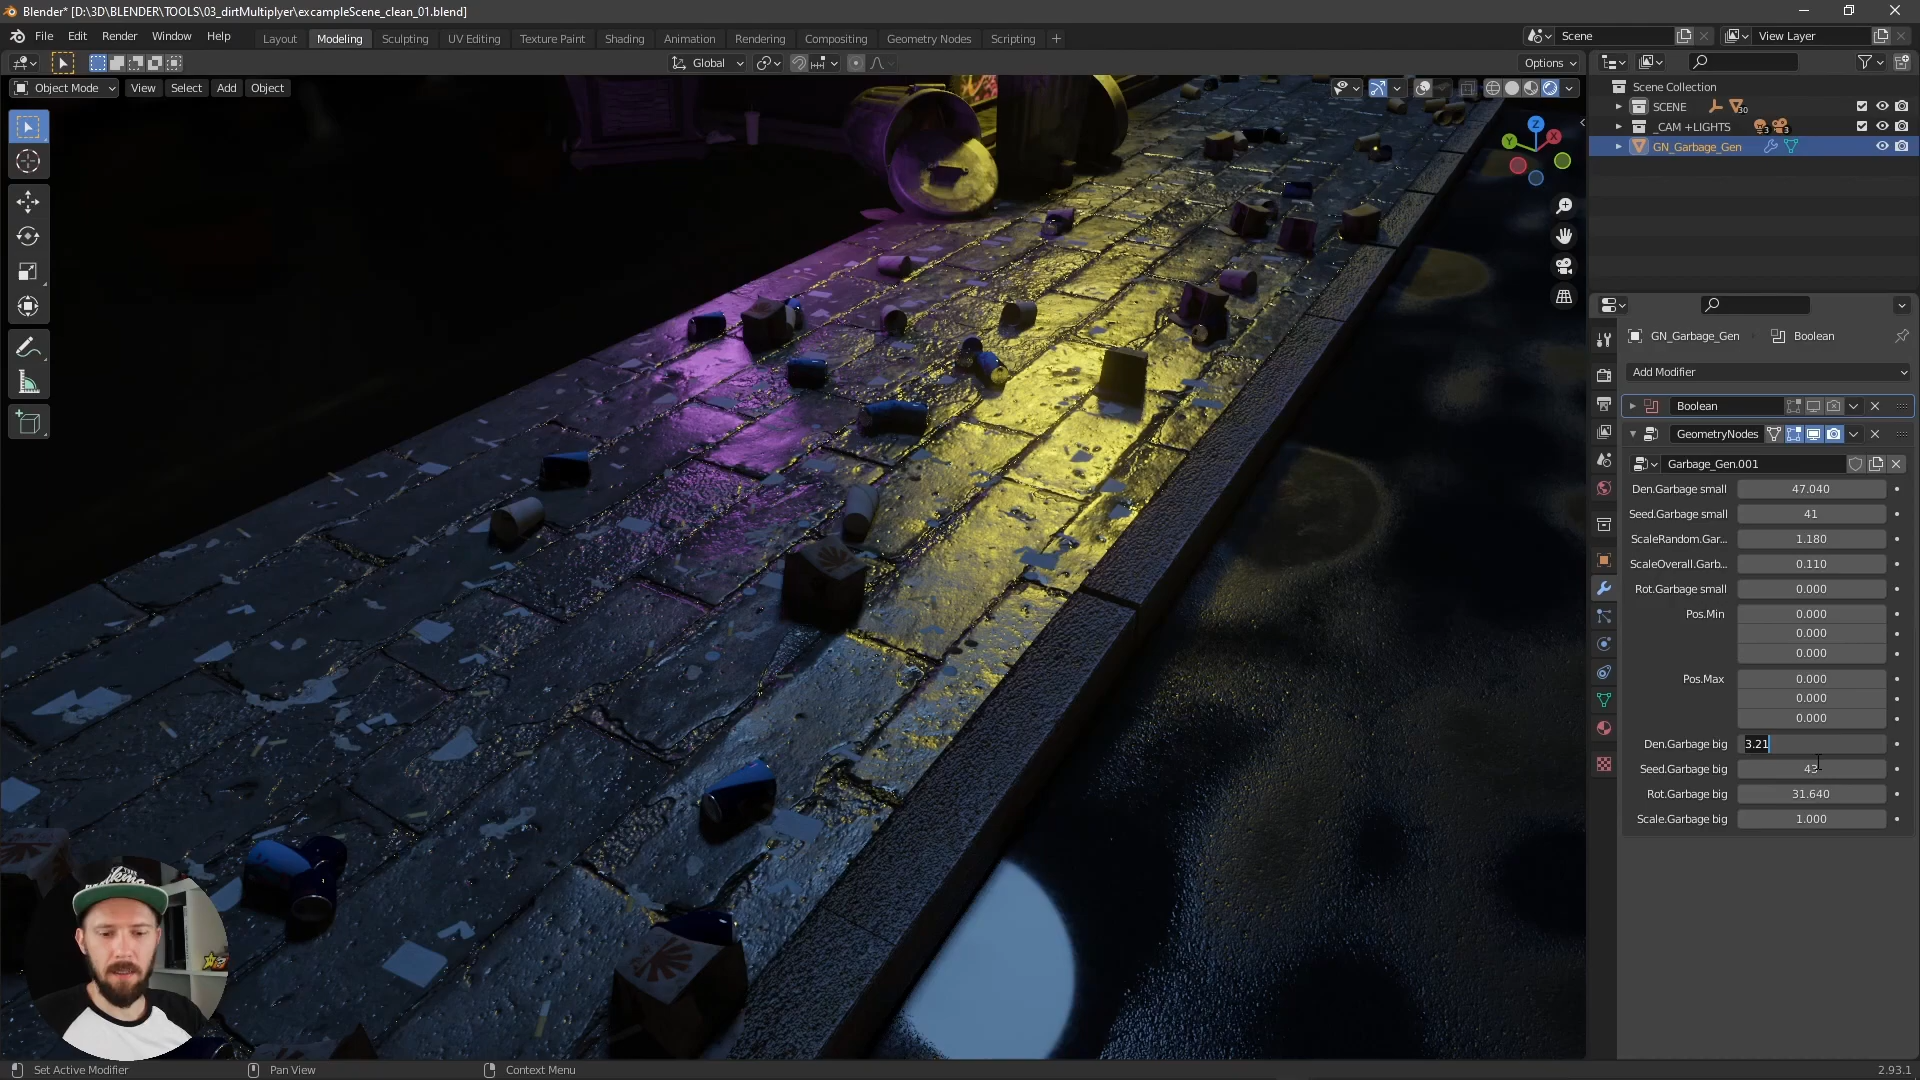 Blender* [D:\3D\BLENDER\TOOLS\03_dirtMultiplyer\excampleScene_clean_01.blend]
File Edit Render Window Help
Layout Modeling Sculpting UV Editing Texture Paint Shading Animation Rendering Compositing Geometry Nodes Scripting +
Scene
View Layer
Global
Options
Object Mode View Select Add Object
Scene Collection
SCENE 30
_CAM +LIGHTS 3 3
GN_Garbage_Gen
Z
Y
X
GN_Garbage_Gen Boolean
Add Modifier
Boolean
GeometryNodes
Garbage_Gen.001
Den.Garbage small 47.040
Seed.Garbage small 41
ScaleRandom.Gar... 1.180
ScaleOverall.Garb... 0.110
Rot.Garbage small 0.000
Pos.Min 0.000
0.000
0.000
Pos.Max 0.000
0.000
0.000
Den.Garbage big 3.21
Seed.Garbage big 43
Rot.Garbage big 31.640
Scale.Garbage big 1.000
Set Active Modifier Pan View Context Menu 2.93.1